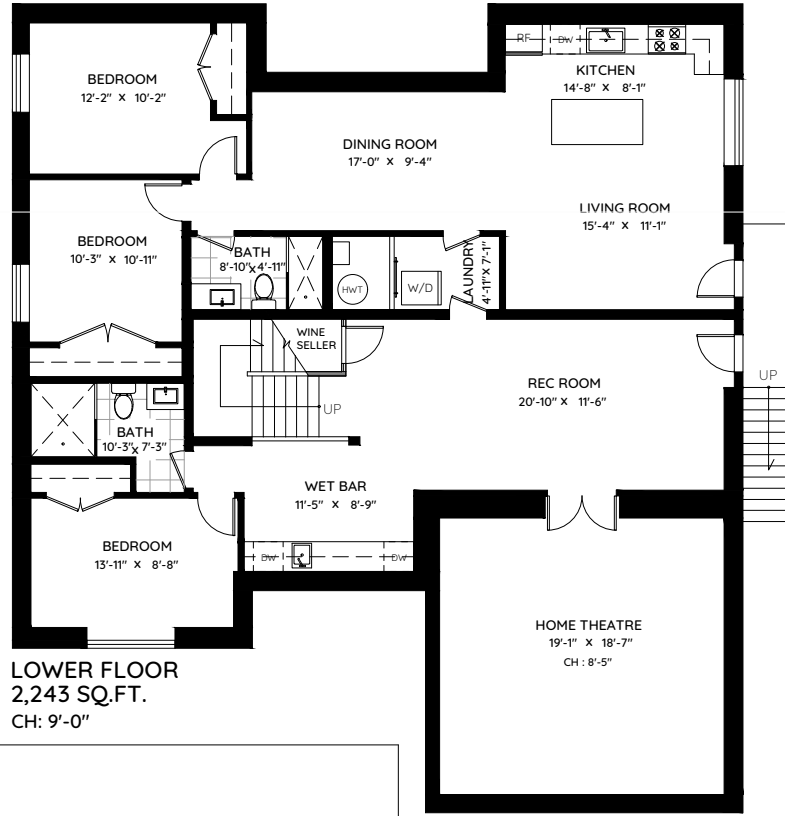 BEDROOM
12'-2" X 10'-2"
RF
DW
KITCHEN
14'-8" X 8'-1"
DINING ROOM
17'-0" X 9'-4"
LIVING ROOM
15'-4" X 11'-1"
BEDROOM
10'-3" X 10'-11"
BATH
8'-10"x4'-11"
HWT
W/D
LAUNDRY
4'-11"x 7'-1"
WINE
SELLER
UP
REC ROOM
20'-10" X 11'-6"
UP
BATH
10'-3"x 7'-3"
WET BAR
11'-5" X 8'-9"
DW
DW
BEDROOM
13'-11" X 8'-8"
HOME THEATRE
19'-1" X 18'-7"
CH : 8'-5"
LOWER FLOOR
2,243 SQ.FT.
CH: 9'-0"